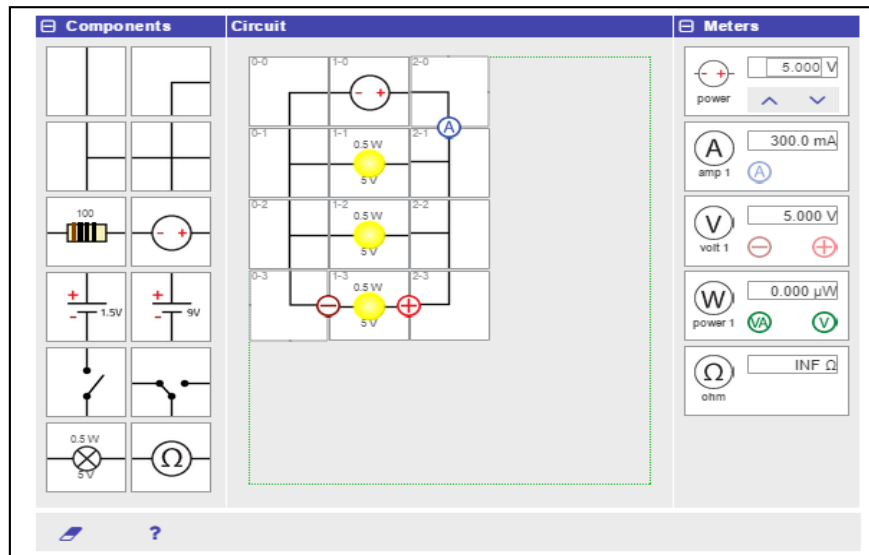 Components
Circuit
Meters
100
- +
+
-
1.5V
+
-
9V
0.5 W
5 V
Ω
0-0
1-0
2-0
- +
A
0-1
1-1
2-1
0.5 W
5 V
0-2
1-2
2-2
0.5 W
5 V
0-3
1-3
2-3
0.5 W
5 V
- +
power
5.000 V
A
amp 1
300.0 mA
A
V
volt 1
5.000 V
W
power 1
0.000 µW
VA
V
Ω
ohm
INF Ω
?